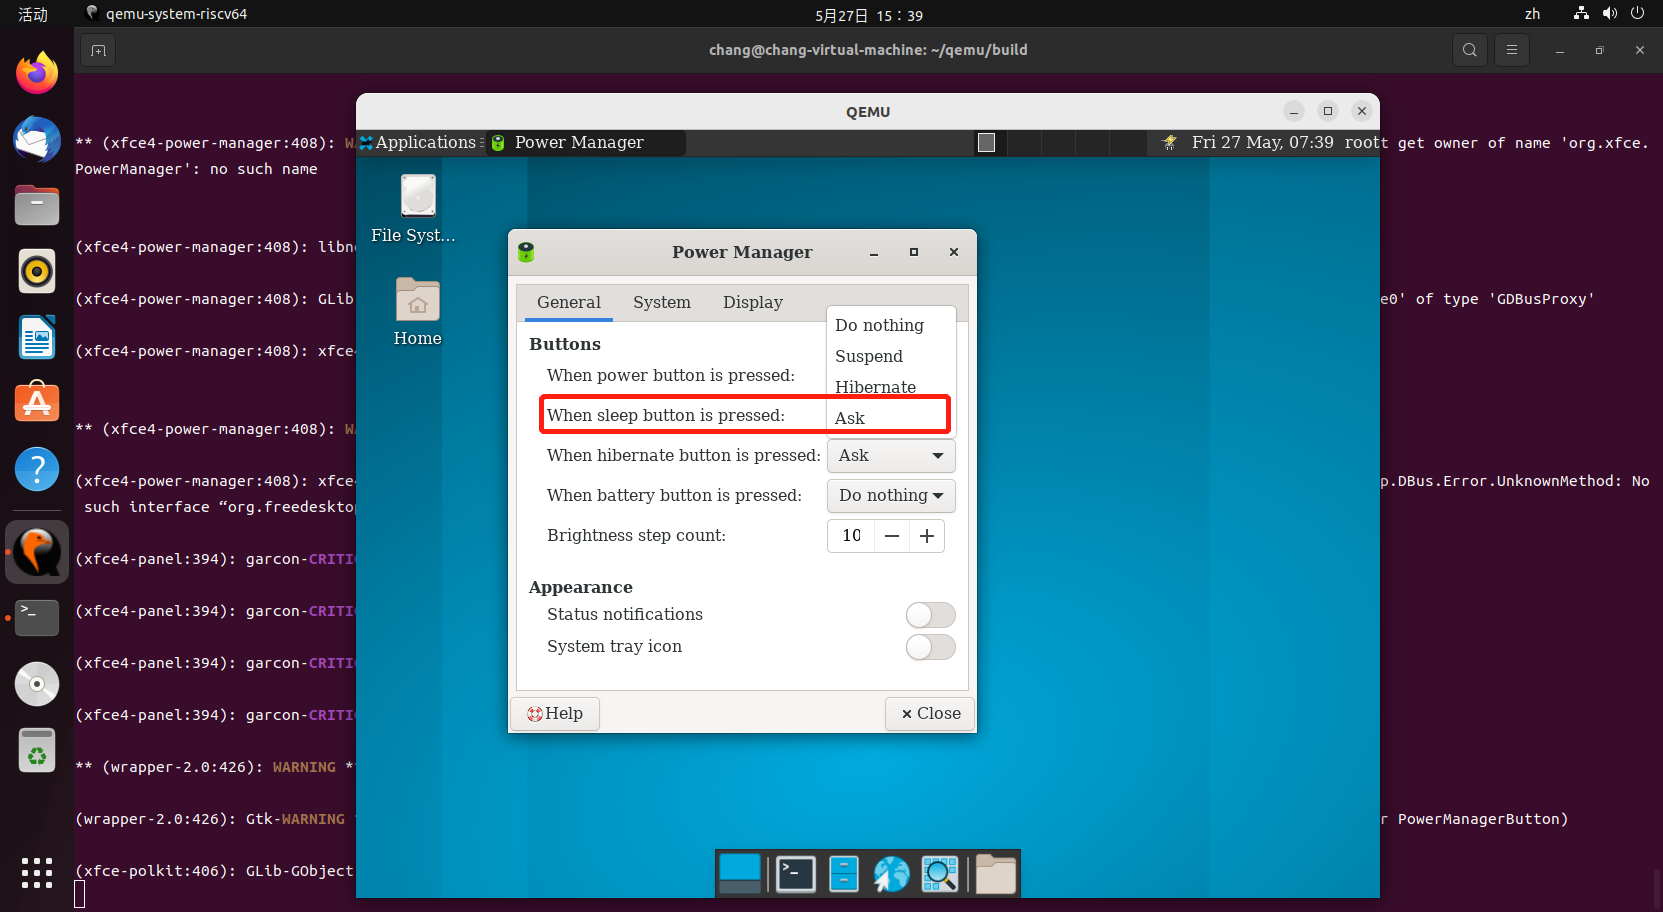 活动
qemu-system-riscv64
5月27日 15：39
zh
chang@chang-virtual-machine: ~/qemu/build
QEMU
** (xfce4-power-manager:408): W
Applications
Power Manager
Fri 27 May, 07:39 root
t get owner of name 'org.xfce.
PowerManager': no such name
File Syst...
Home
(xfce4-power-manager:408): libn
(xfce4-power-manager:408): GLib
e0' of type 'GDBusProxy'
(xfce4-power-manager:408): xfce4
** (xfce4-power-manager:408): W
(xfce4-power-manager:408): xfce4
p.DBus.Error.UnknownMethod: No
such interface “org.freedesktop
(xfce4-panel:394): garcon-CRITIC
(xfce4-panel:394): garcon-CRITIC
(xfce4-panel:394): garcon-CRITIC
(xfce4-panel:394): garcon-CRITIC
** (wrapper-2.0:426): WARNING *
(wrapper-2.0:426): Gtk-WARNING
r PowerManagerButton)
(xfce-polkit:406): GLib-GObject
Power Manager
General System Display
Buttons
When power button is pressed:
When sleep button is pressed:
Do nothing
Suspend
Hibernate
Ask
When hibernate button is pressed: Ask
When battery button is pressed: Do nothing
Brightness step count: 10
Appearance
Status notifications
System tray icon
Help
Close